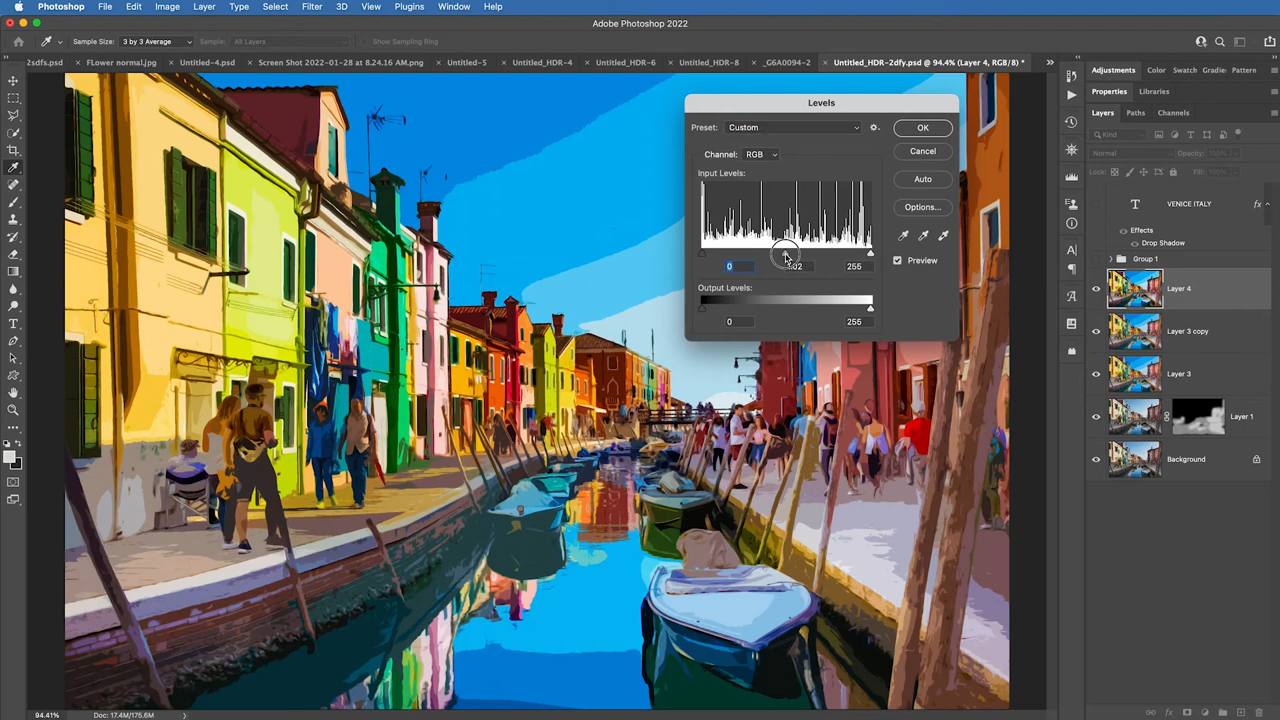 Photoshop File Edit Image Layer Type Select Filter 3D View Plugins Window Help
Adobe Photoshop 2022
Sample Size: 3 by 3 Average Sample: All Layers Show Sampling Ring
2sdfs.psd × FLower normal.jpg × Untitled-4.psd × Screen Shot 2022-01-28 at 8.24.16 AM.png × Untitled-5 × Untitled_HDR-4 × Untitled_HDR-6 × Untitled_HDR-8 × _G6A0094-2 × Untitled_HDR-2dfy.psd @ 94.4% (Layer 4, RGB/8) *
Levels
Preset: Custom
OK
Channel: RGB
Cancel
Input Levels:
Auto
Options...
Preview
0 255
Output Levels:
0 255
Adjustments Color Swatch Gradie Pattern
Properties Libraries
Layers Paths Channels
Kind
Normal Opacity: 100%
Lock: Fill: 100%
T VENICE ITALY fx
Effects
Drop Shadow
Group 1
Layer 4
Layer 3 copy
Layer 3
Layer 1
Background
94.41% Doc: 17.4M/175.6M